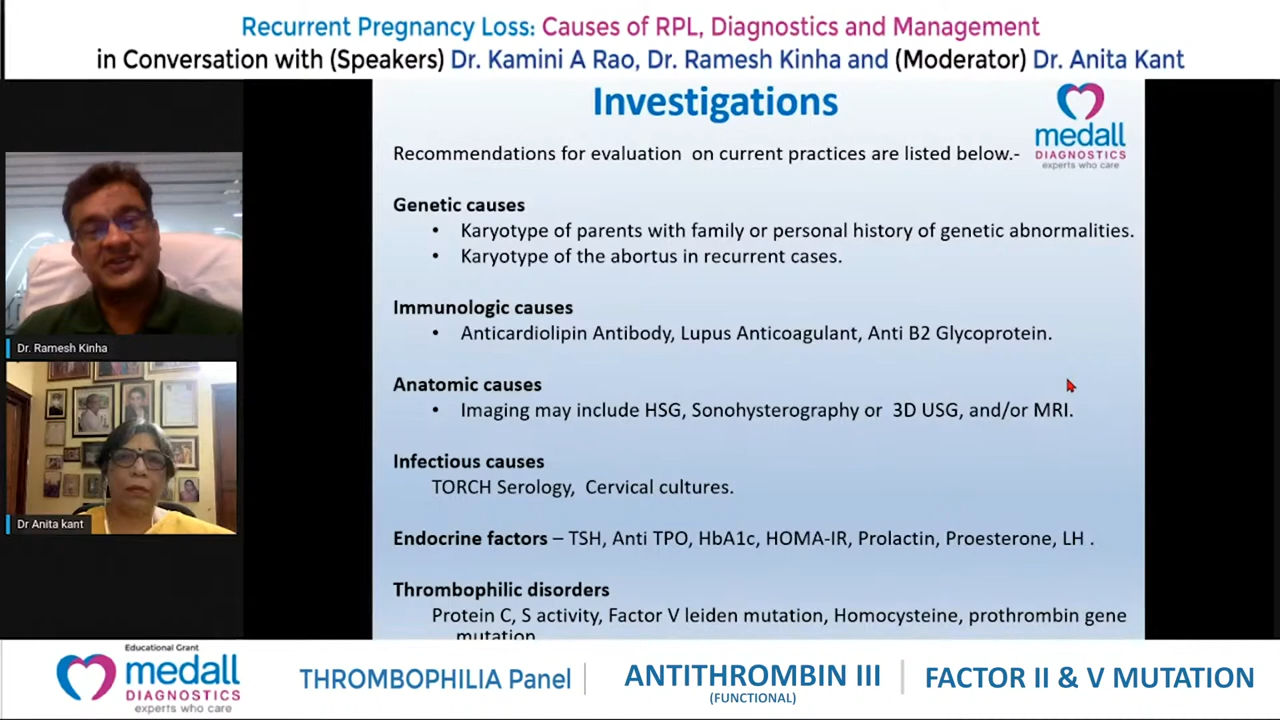 Recurrent Pregnancy Loss: Causes of RPL, Diagnostics and Management
in Conversation with (Speakers) Dr. Kamini A Rao, Dr. Ramesh Kinha and (Moderator) Dr. Anita Kant
Investigations
medall
DIAGNOSTICS
experts who care
Recommendations for evaluation on current practices are listed below.-
Genetic causes
• Karyotype of parents with family or personal history of genetic abnormalities.
• Karyotype of the abortus in recurrent cases.
Immunologic causes
• Anticardiolipin Antibody, Lupus Anticoagulant, Anti B2 Glycoprotein.
Anatomic causes
• Imaging may include HSG, Sonohysterography or 3D USG, and/or MRI.
Infectious causes
TORCH Serology, Cervical cultures.
Endocrine factors – TSH, Anti TPO, HbA1c, HOMA-IR, Prolactin, Proesterone, LH .
Thrombophilic disorders
Protein C, S activity, Factor V leiden mutation, Homocysteine, prothrombin gene
mutation
Dr. Ramesh Kinha
Dr Anita kant
Educational Grant
medall
DIAGNOSTICS
experts who care
THROMBOPHILIA Panel
ANTITHROMBIN III
(FUNCTIONAL)
FACTOR II & V MUTATION